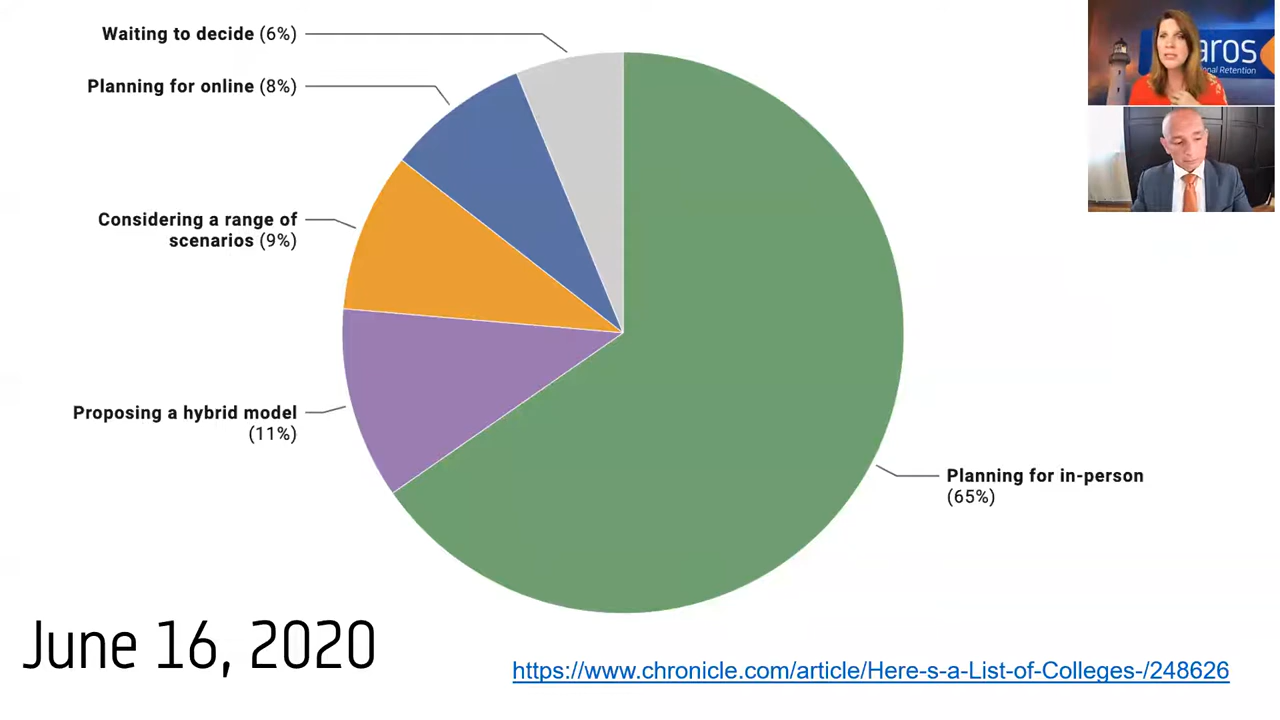 Waiting to decide (6%)
Planning for online (8%)
Considering a range of
scenarios (9%)
Proposing a hybrid model
(11%)
Planning for in-person
(65%)
June 16, 2020
https://www.chronicle.com/article/Here-s-a-List-of-Colleges-/248626
Retention